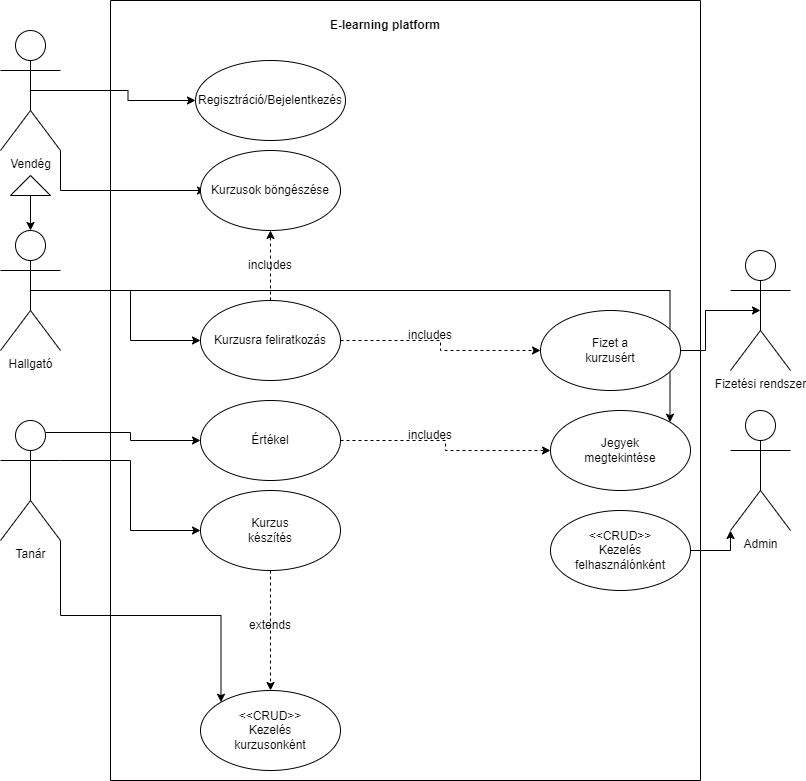 E-learning platform
Regisztráció/Bejelentkezés
Vendég
Kurzusok böngészése
includes
Kurzusra feliratkozás
includes
Fizet a
kurzusért
Hallgató
Fizetési rendszer
Értékel
includes
Jegyek
megtekintése
Kurzus
készítés
Tanár
<<CRUD>>
Kezelés
felhasználónként
Admin
extends
<<CRUD>>
Kezelés
kurzusonként